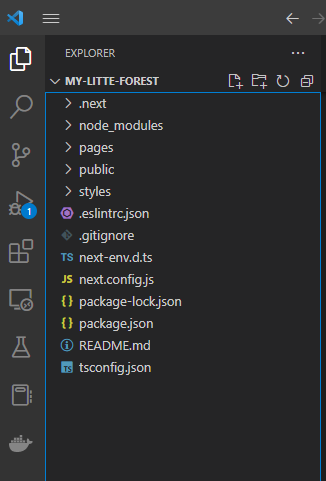 EXPLORER
MY-LITTE-FOREST
.next
node_modules
pages
public
styles
.eslintrc.json
.gitignore
TS next-env.d.ts
JS next.config.js
{ } package-lock.json
{ } package.json
README.md
TS tsconfig.json
1